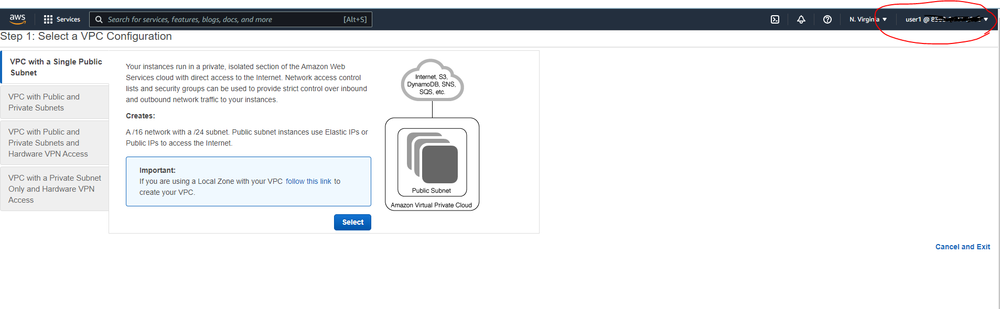 aws
Services
Search for services, features, blogs, docs, and more
[Alt+S]
N. Virginia
user1 @
Step 1: Select a VPC Configuration
VPC with a Single Public
Subnet
VPC with Public and
Private Subnets
VPC with Public and
Private Subnets and
Hardware VPN Access
VPC with a Private Subnet
Only and Hardware VPN
Access
Your instances run in a private, isolated section of the Amazon Web
Services cloud with direct access to the Internet. Network access control
lists and security groups can be used to provide strict control over inbound
and outbound network traffic to your instances.
Creates:
A /16 network with a /24 subnet. Public subnet instances use Elastic IPs or
Public IPs to access the Internet.
Important:
If you are using a Local Zone with your VPC follow this link to
create your VPC.
Select
Internet, S3,
DynamoDB, SNS,
SQS, etc.
Public Subnet
Amazon Virtual Private Cloud
Cancel and Exit